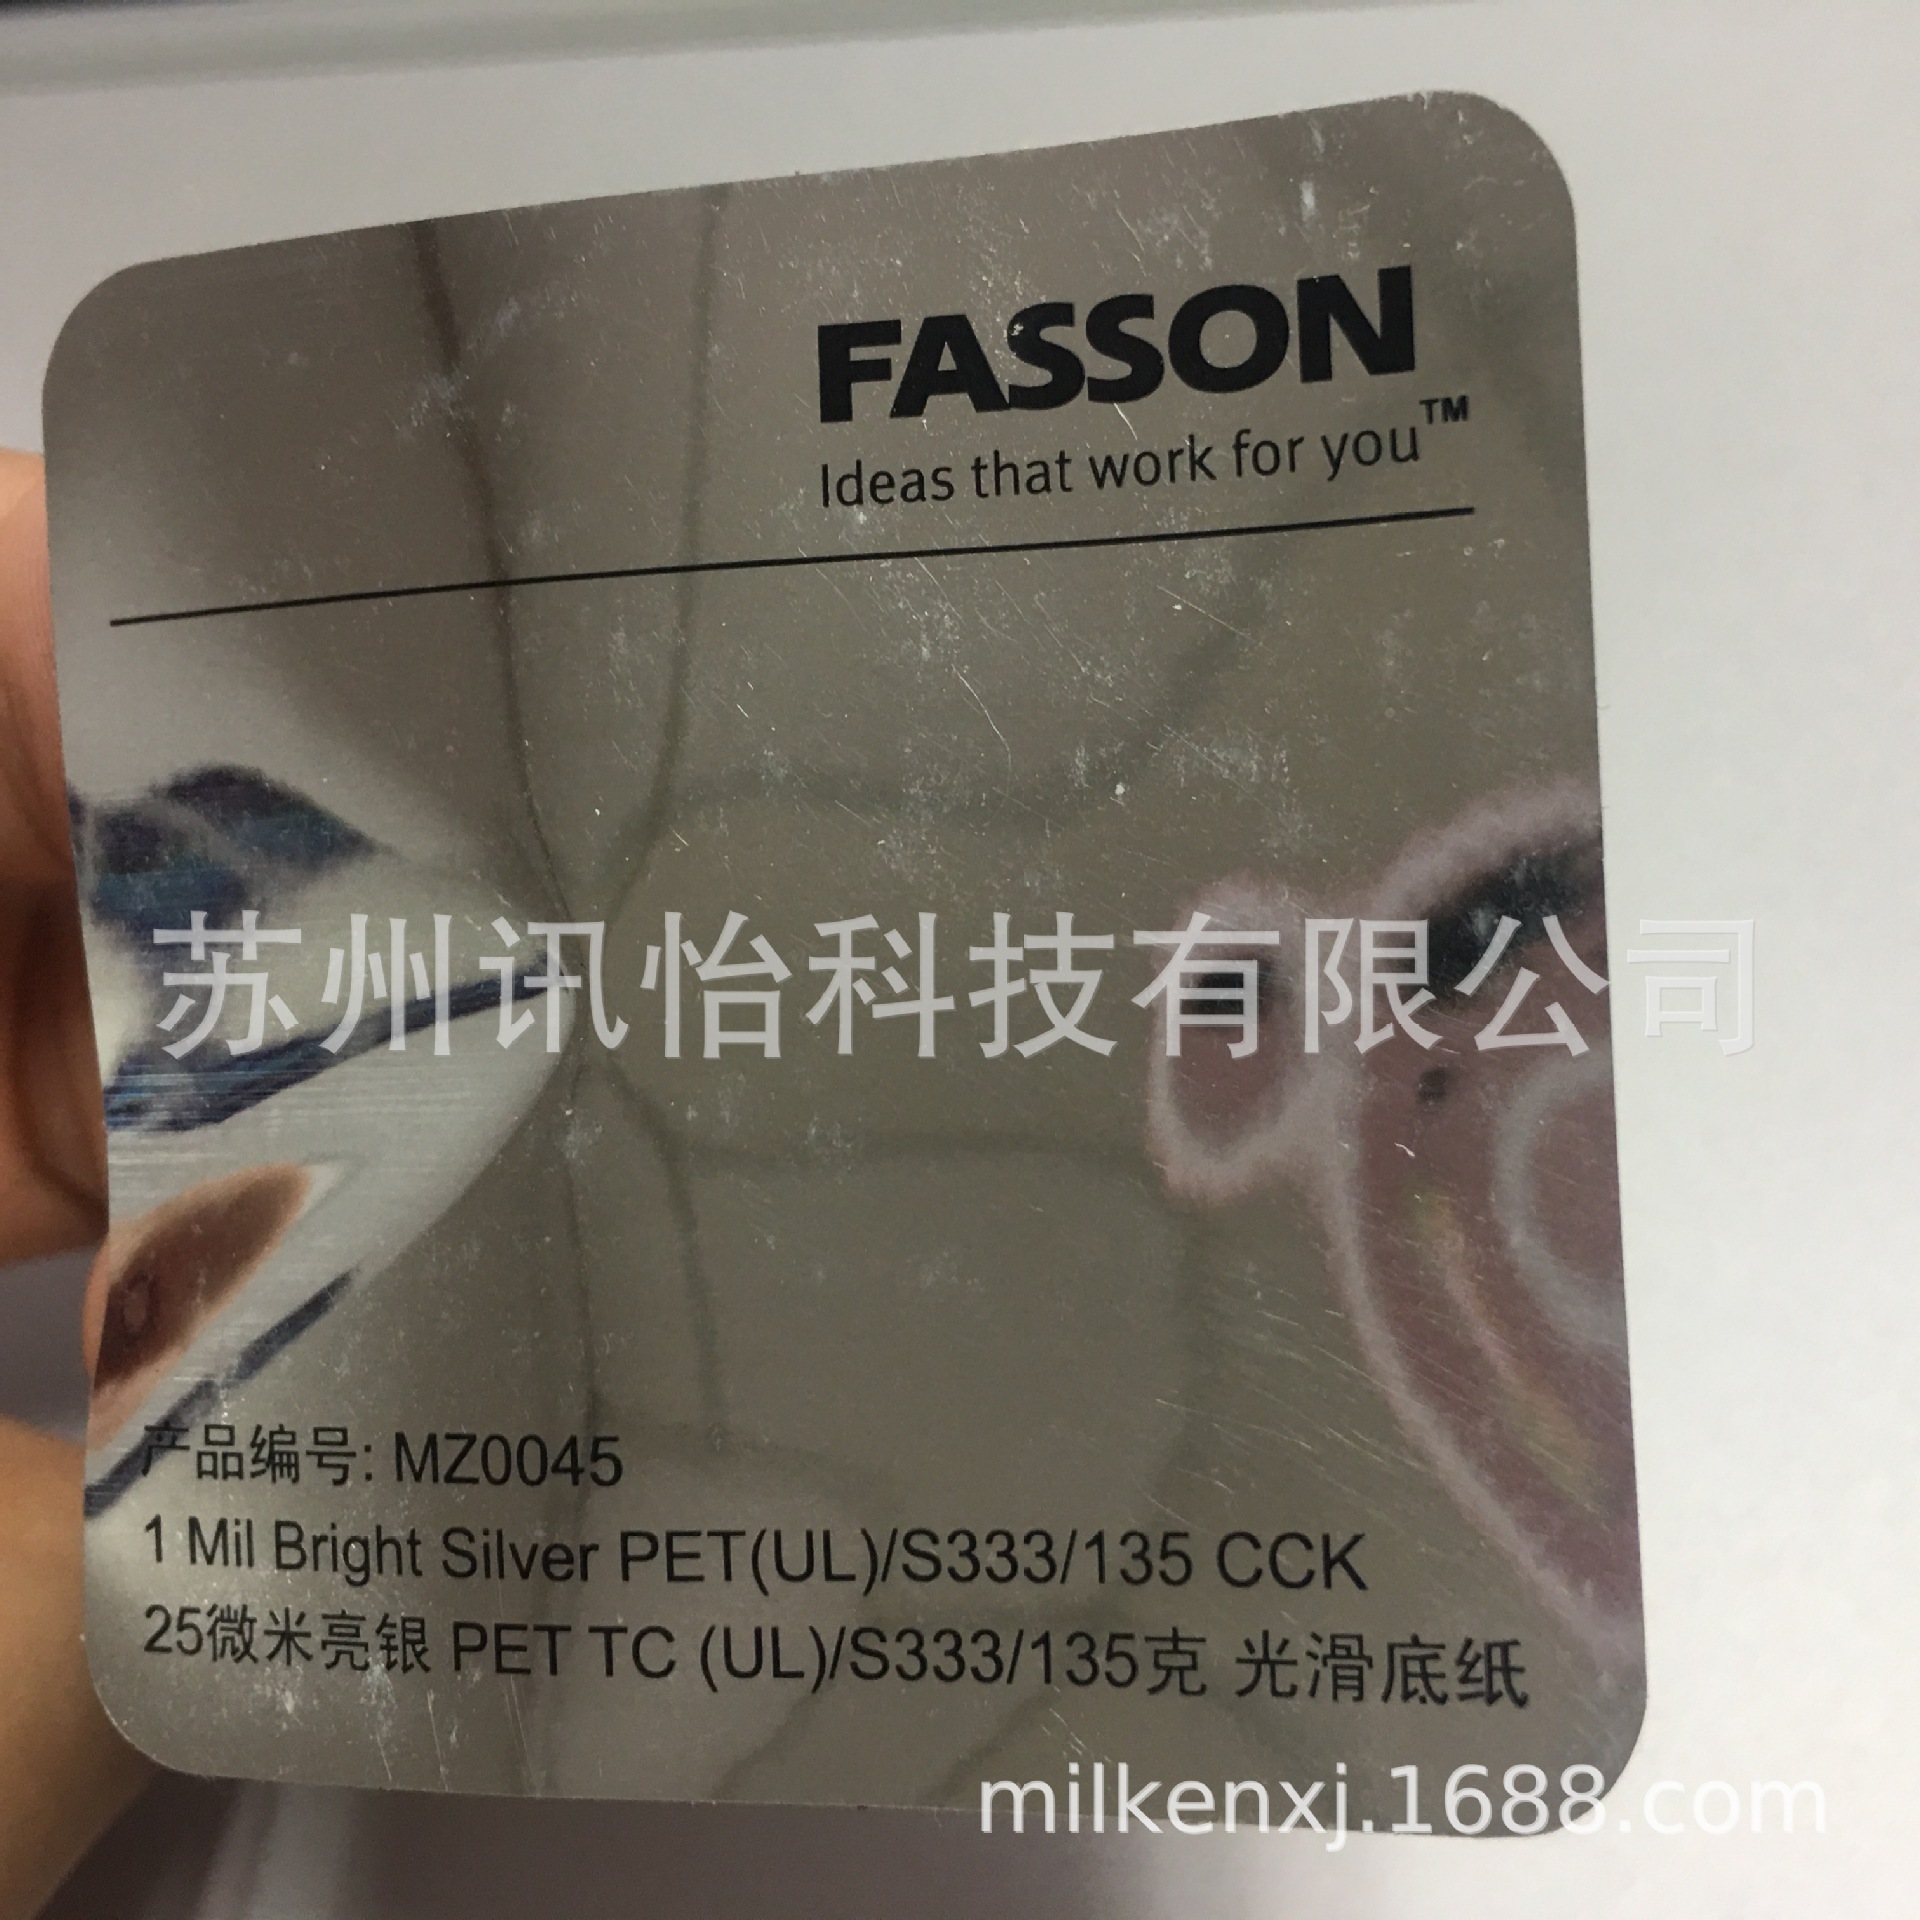 FASSON
Ideas that work for you™
苏州讯怡科技有限公司
产品编号: MZ0045
1 Mil Bright Silver PET(UL)/S333/135 CCK
25微米亮银 PET TC (UL)/S333/135克 光滑底纸
milkenxj.1688.com